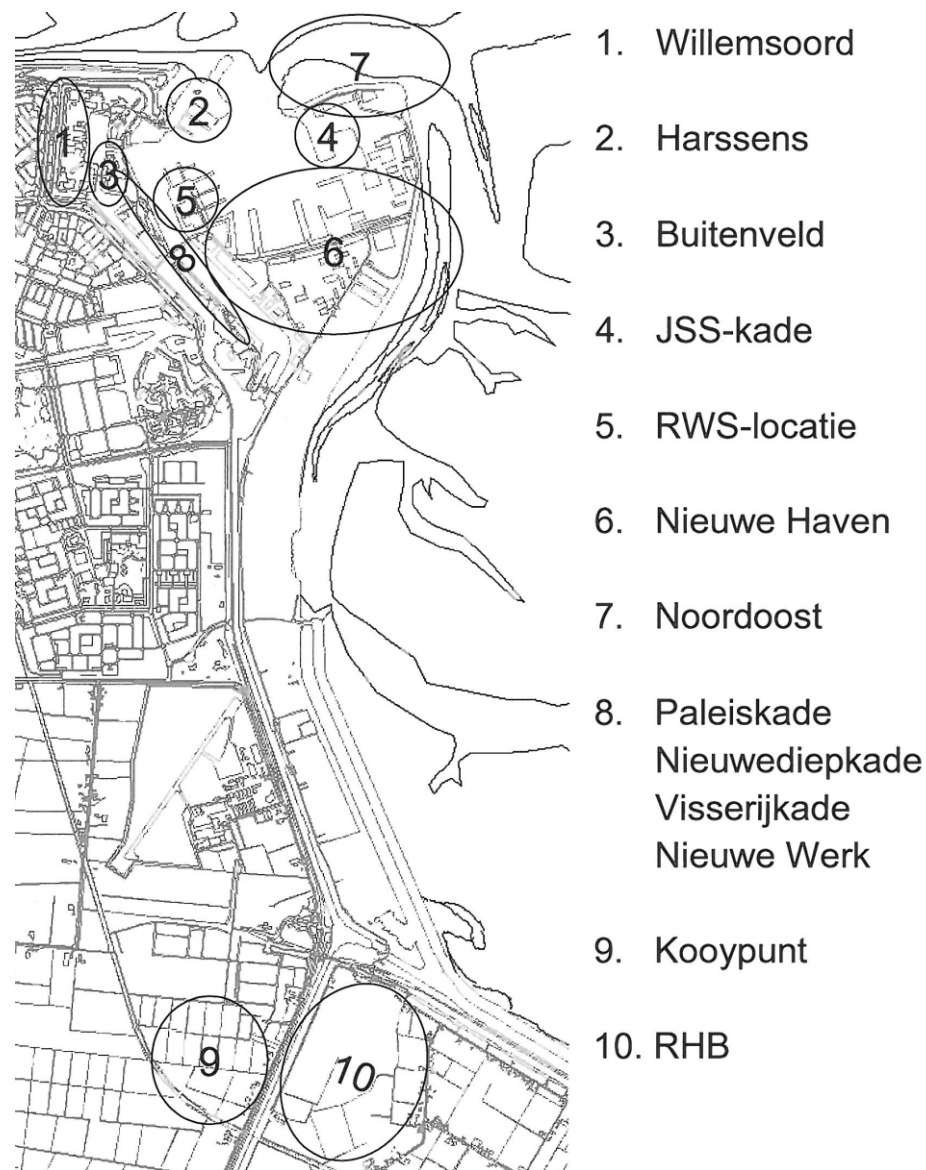 1. Willemsoord
2. Harssens
3. Buitenveld
4. JSS-kade
5. RWS-locatie
6. Nieuwe Haven
7. Noordoost
8. Paleiskade
Nieuwediepkade
Visserijkade
Nieuwe Werk
9. Kooypunt
10. RHB
7
2
4
1
3
5
8
6
9
10